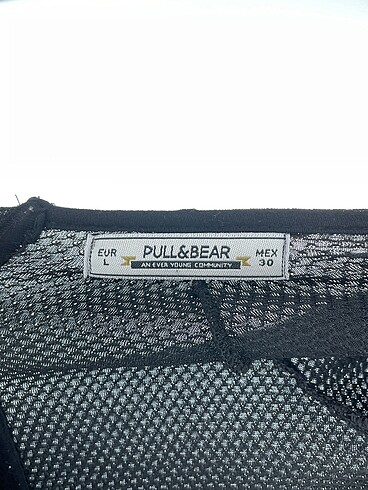 EUR PULL&BEAR MEX
L AN EVER YOUNG COMMUNITY 30